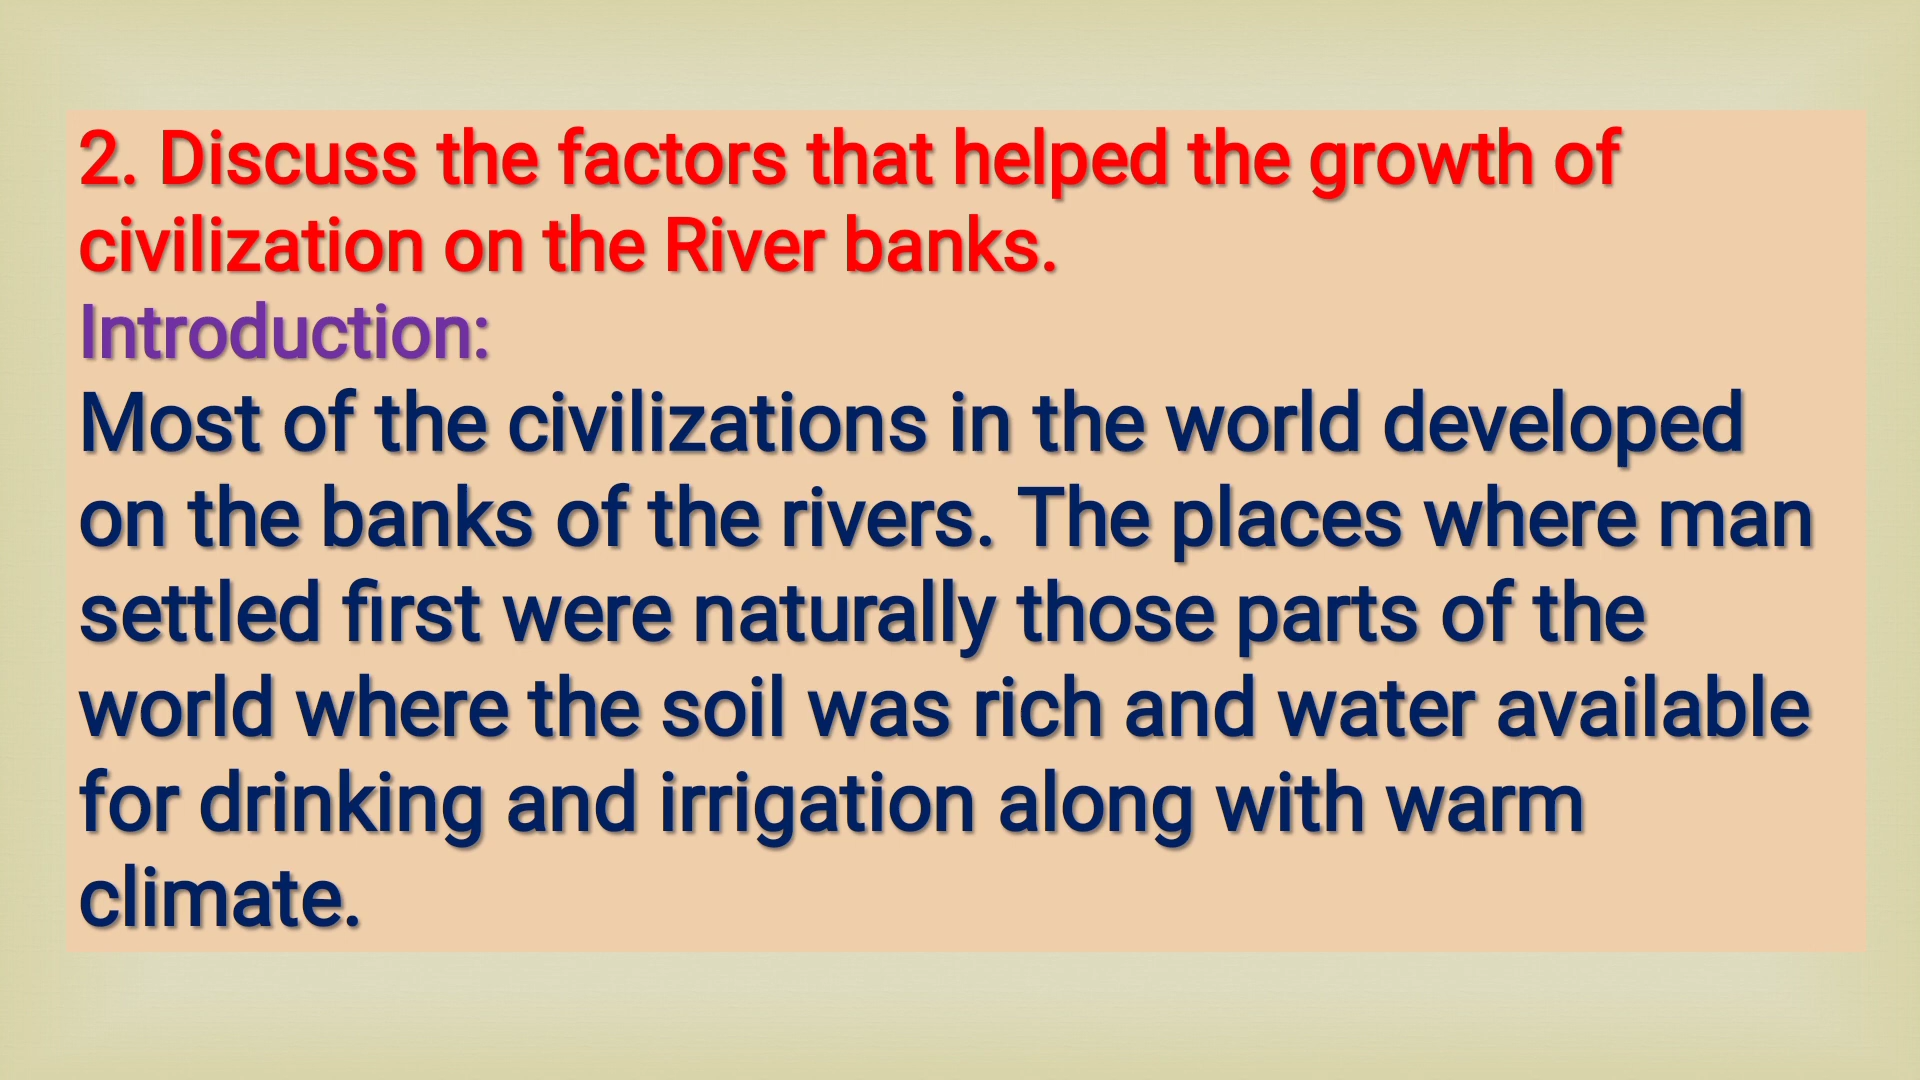 2. Discuss the factors that helped the growth of
civilization on the River banks.
Introduction:
Most of the civilizations in the world developed
on the banks of the rivers. The places where man
settled first were naturally those parts of the
world where the soil was rich and water available
for drinking and irrigation along with warm
climate.